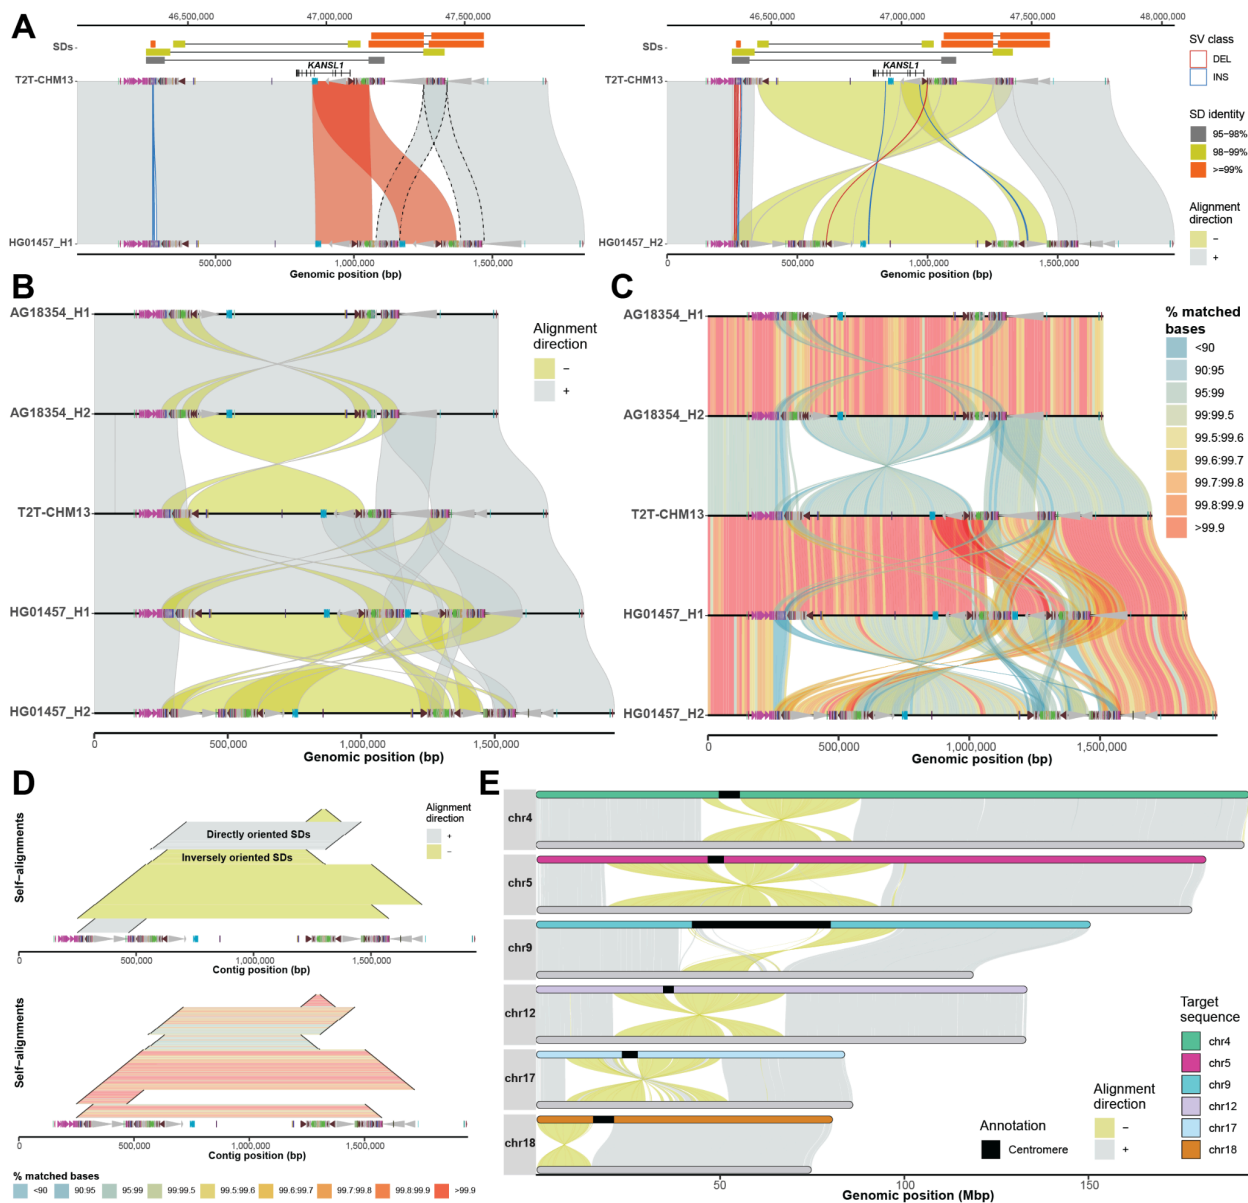 A
46,500,000 47,000,000 47,500,000
SDs
KANSL1
T2T-CHM13
HG01457_H1
500,000 1,000,000 1,500,000
Genomic position (bp)
46,500,000 47,000,000 47,500,000 48,000,000
SDs
KANSL1
T2T-CHM13
HG01457_H2
500,000 1,000,000 1,500,000
Genomic position (bp)
SV class
DEL
INS
SD identity
95-98%
98-99%
>=99%
Alignment
direction
−
+
B
AG18354_H1
AG18354_H2
T2T-CHM13
HG01457_H1
HG01457_H2
0 500,000 1,000,000 1,500,000
Genomic position (bp)
Alignment
direction
−
+
C
AG18354_H1
AG18354_H2
T2T-CHM13
HG01457_H1
HG01457_H2
0 500,000 1,000,000 1,500,000
Genomic position (bp)
% matched
bases
<90
90:95
95:99
99:99.5
99.5:99.6
99.6:99.7
99.7:99.8
99.8:99.9
>99.9
D
Self-alignments
Directly oriented SDs
Inversely oriented SDs
Alignment
direction
+
−
0 500,000 1,000,000 1,500,000
Contig position (bp)
Self-alignments
0 500,000 1,000,000 1,500,000
Contig position (bp)
% matched bases
<90 90:95 95:99 99:99.5 99.5:99.6 99.6:99.7 99.7:99.8 99.8:99.9 >99.9
E
chr4
chr5
chr9
chr12
chr17
chr18
50 100 150
Genomic position (Mbp)
Annotation
Centromere
Alignment
direction
−
+
Target
sequence
chr4
chr5
chr9
chr12
chr17
chr18